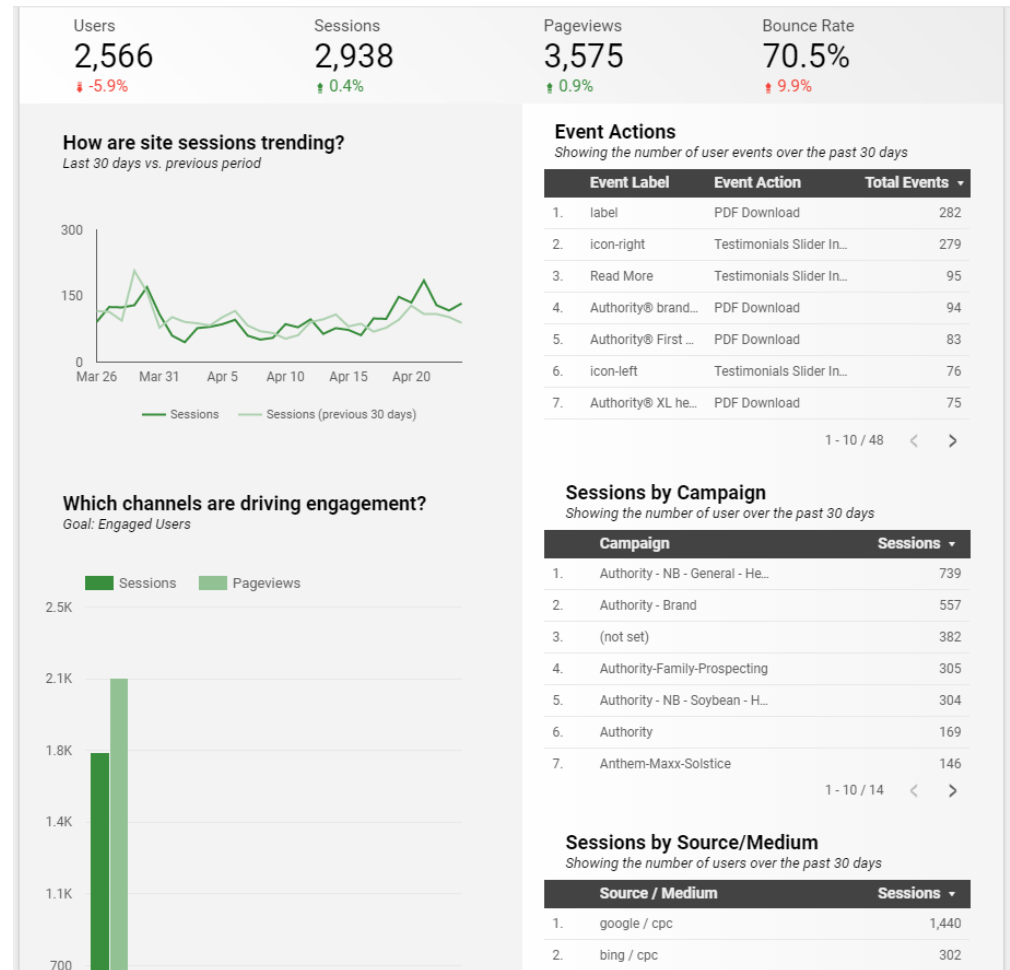 Users Sessions Pageviews Bounce Rate
2,566 2,938 3,575 70.5%
-5.9% 0.4% 0.9% 9.9%
How are site sessions trending?
Last 30 days vs. previous period
300
150
0
Mar 26 Mar 31 Apr 5 Apr 10 Apr 15 Apr 20
Sessions Sessions (previous 30 days)
Which channels are driving engagement?
Goal: Engaged Users
Sessions Pageviews
2.5K
2.1K
1.8K
1.4K
1.1K
700
Event Actions
Showing the number of user events over the past 30 days
Event Label Event Action Total Events
1. label PDF Download 282
2. icon-right Testimonials Slider In... 279
3. Read More Testimonials Slider In... 95
4. Authority® brand... PDF Download 94
5. Authority® First ... PDF Download 83
6. icon-left Testimonials Slider In... 76
7. Authority® XL he... PDF Download 75
1 - 10 / 48 < >
Sessions by Campaign
Showing the number of user over the past 30 days
Campaign Sessions
1. Authority - NB - General - He... 739
2. Authority - Brand 557
3. (not set) 382
4. Authority-Family-Prospecting 305
5. Authority - NB - Soybean - H... 304
6. Authority 169
7. Anthem-Maxx-Solstice 146
1 - 10 / 14 < >
Sessions by Source/Medium
Showing the number of users over the past 30 days
Source / Medium Sessions
1. google / cpc 1,440
2. bing / cpc 302